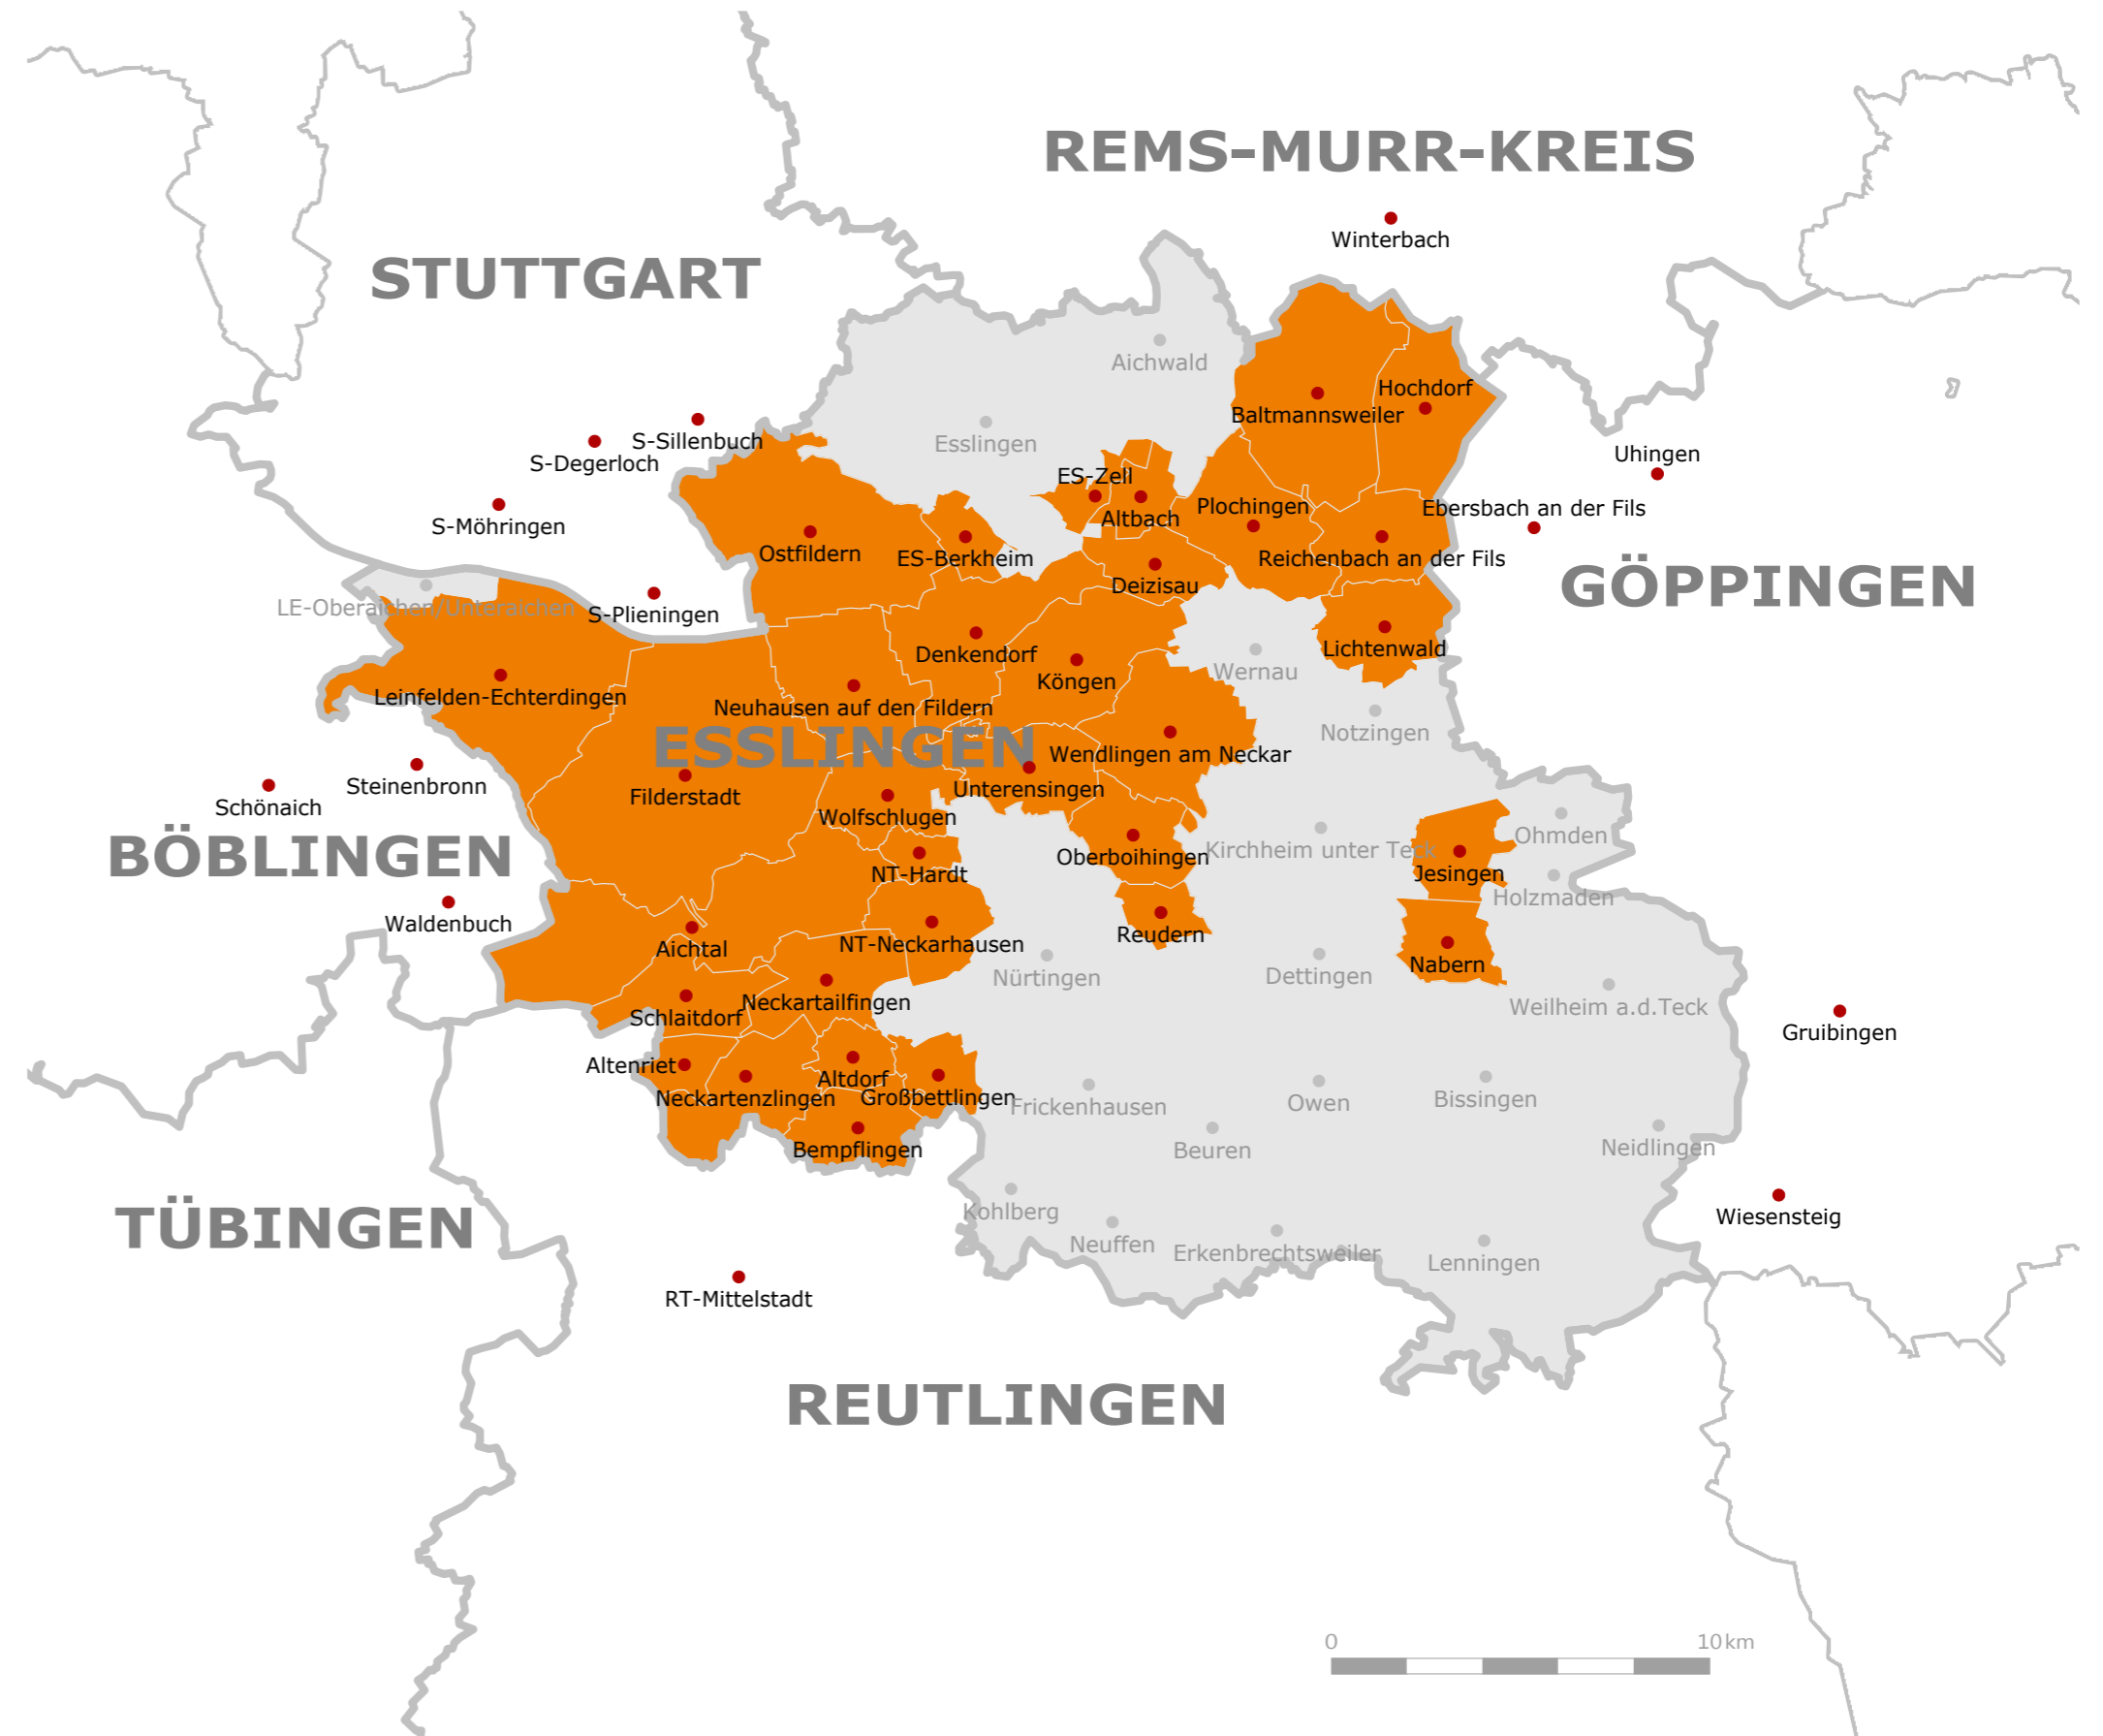 REMS-MURR-KREIS
Winterbach
STUTTGART
Aichwald
Hochdorf
Baltmannsweiler
S-Sillenbuch
Esslingen
S-Degerloch
Uhingen
ES-Zell
Plochingen
Ebersbach an der Fils
Altbach
S-Möhringen
Ostfildern
ES-Berkheim
Reichenbach an der Fils
Deizisau
GÖPPINGEN
LE-Oberaichen/Unteraichen
S-Plieningen
Denkendorf
Lichtenwald
Wernau
Köngen
Leinfelden-Echterdingen
Neuhausen auf den Fildern
Notzingen
ESSLINGEN
Wendlingen am Neckar
Steinenbronn
Unterensingen
Filderstadt
Schönaich
Wolfschlugen
Ohmden
BÖBLINGEN
Oberboihingen
Kirchheim unter Teck
NT-Hardt
Jesingen
Holzmaden
Waldenbuch
Reudern
Aichtal
NT-Neckarhausen
Nabern
Nürtingen
Dettingen
Neckartailfingen
Weilheim a.d.Teck
Schlaitdorf
Gruibingen
Altenriet
Altdorf
Neckartenzlingen
Großbettlingen
Frickenhausen
Owen
Bissingen
Bempflingen
Beuren
Neidlingen
Kohlberg
Wiesensteig
TÜBINGEN
Neuffen
Erkenbrechtsweiler
Lenningen
RT-Mittelstadt
REUTLINGEN
0
10km